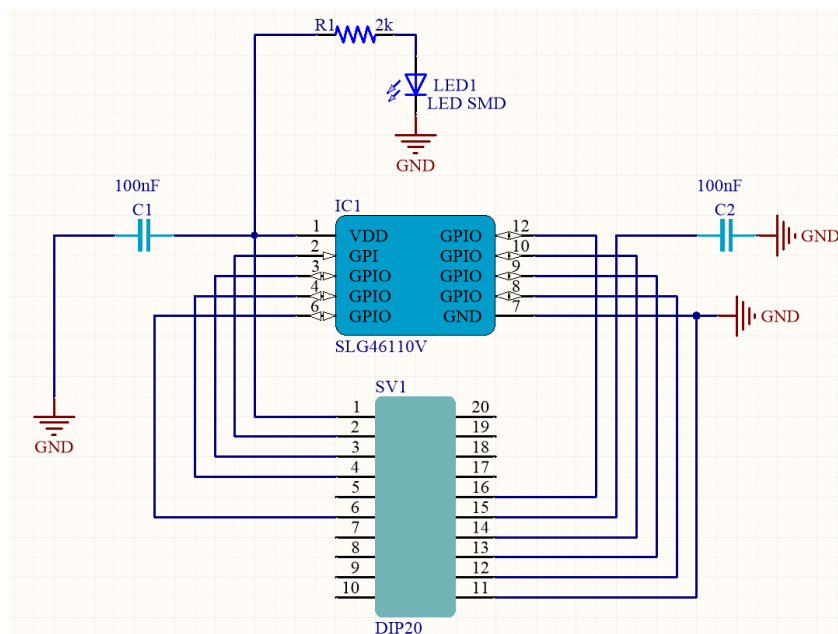 R1 2k
LED1
LED SMD
GND
100nF
C1
100nF
C2
GND
IC1
1 VDD GPIO 12
2 GPI GPIO 10
3 GPIO GPIO 9
4 GPIO GPIO 8
6 GPIO GND 7
GND
SLG46110V
SV1
1 20
2 19
3 18
4 17
5 16
6 15
7 14
8 13
9 12
10 11
GND
DIP20